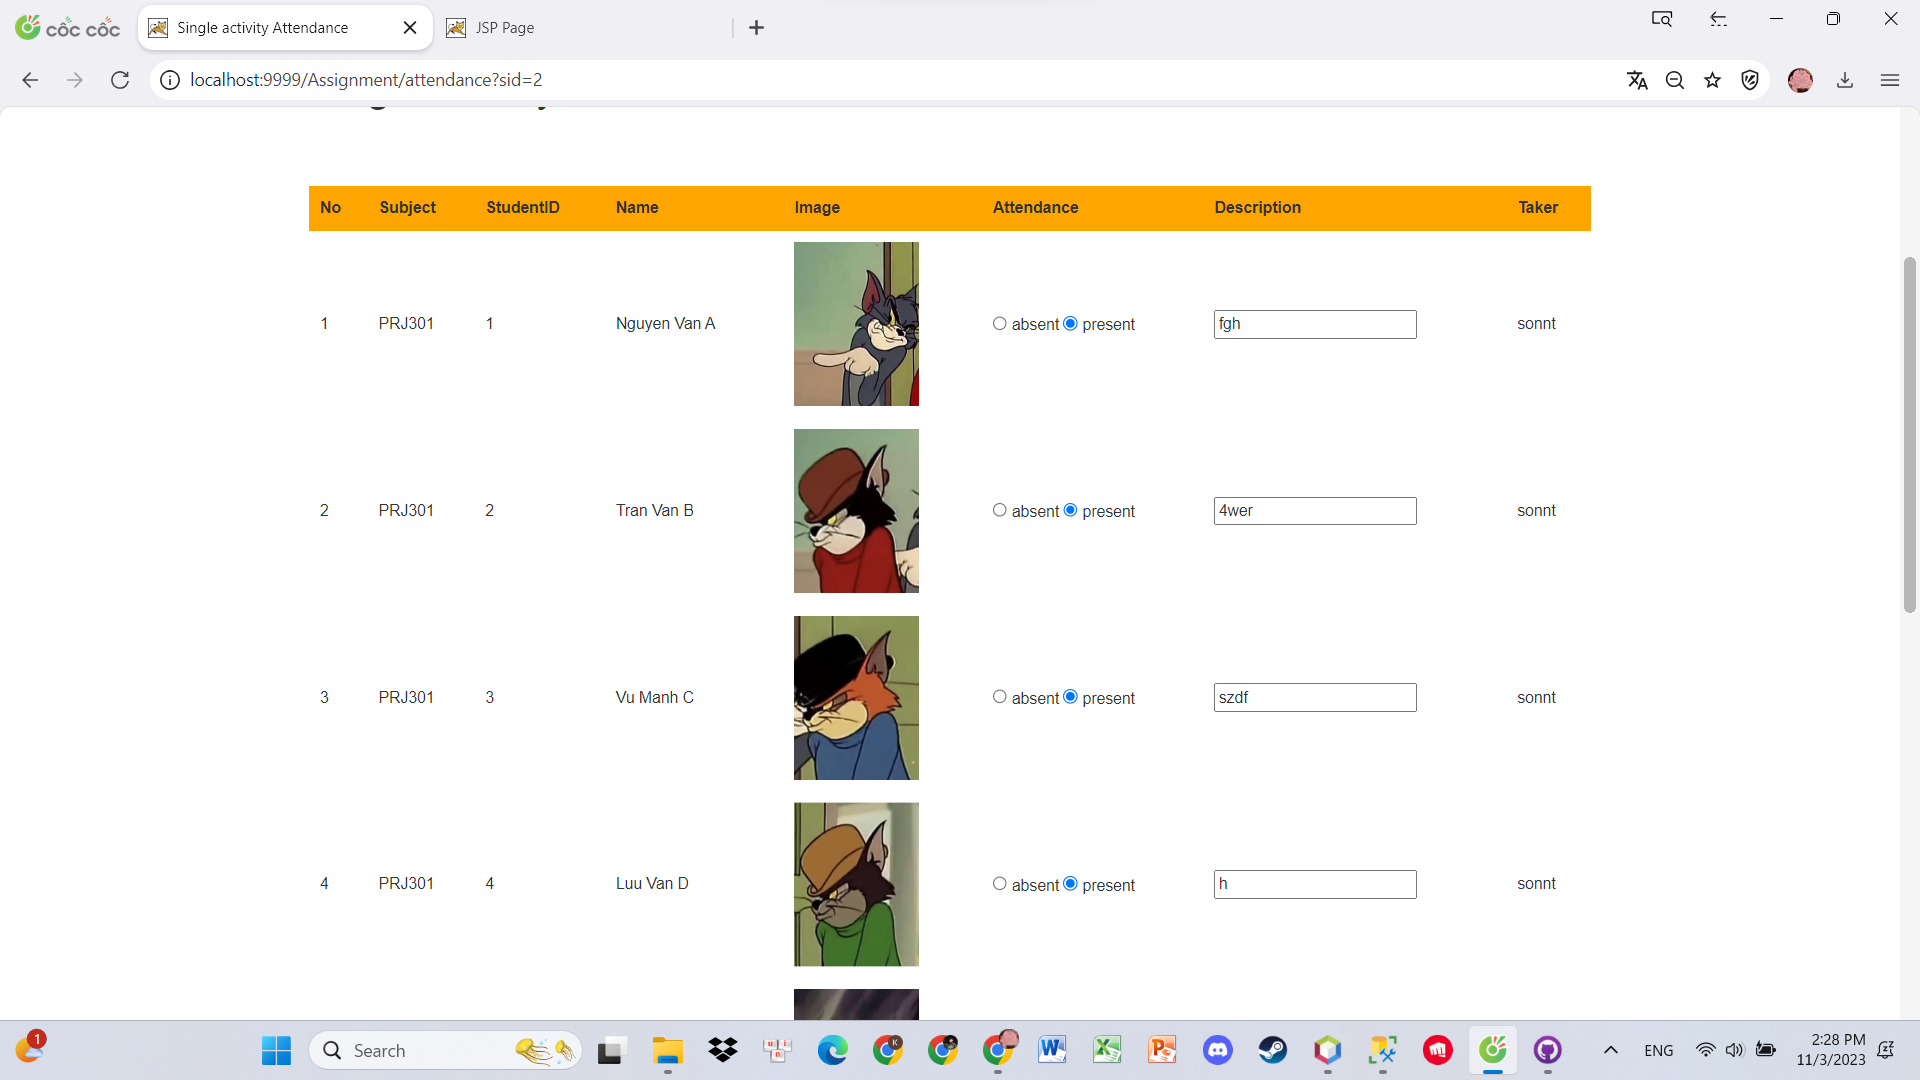 côc côc Single activity Attendance JSP Page
localhost:9999/Assignment/attendance?sid=2
No Subject StudentID Name Image Attendance Description Taker
1 PRJ301 1 Nguyen Van A absent present fgh sonnt
2 PRJ301 2 Tran Van B absent present 4wer sonnt
3 PRJ301 3 Vu Manh C absent present szdf sonnt
4 PRJ301 4 Luu Van D absent present h sonnt
1 Search ENG 2:28 PM
11/3/2023